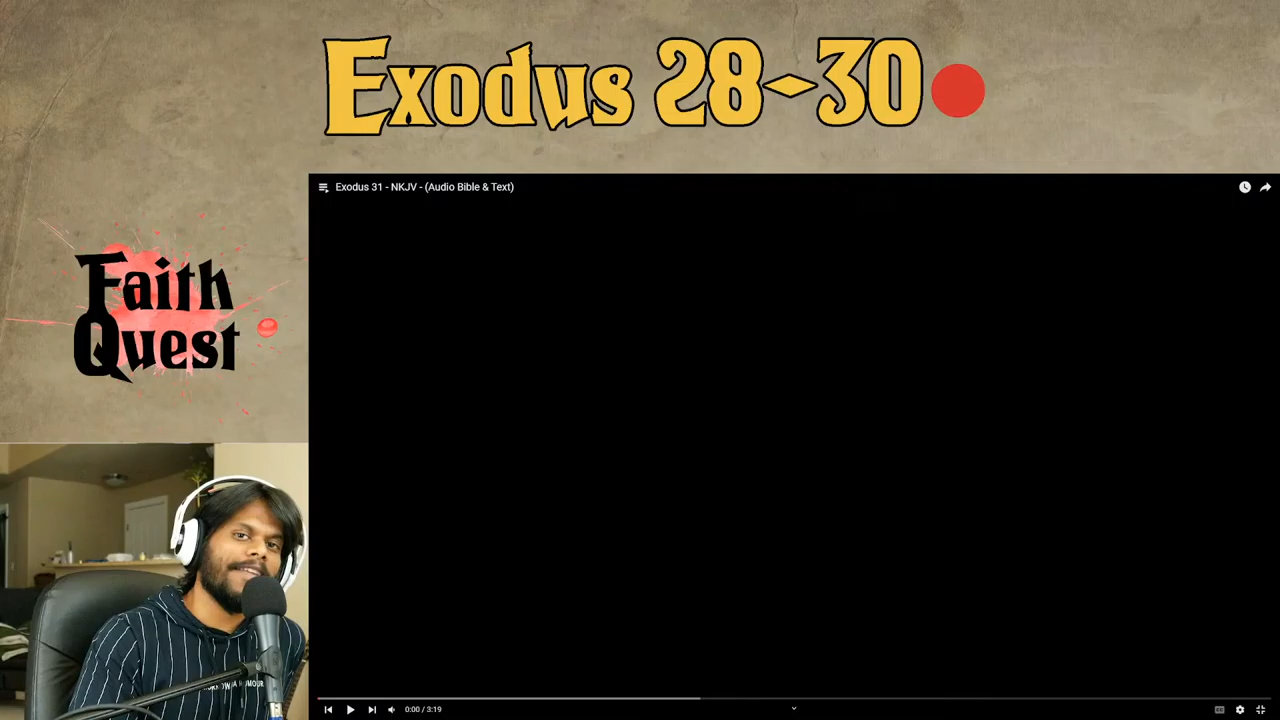 Exodus 28-30
Exodus 31 - NKJV - (Audio Bible & Text)
Faith
Quest
0:00 / 3:19